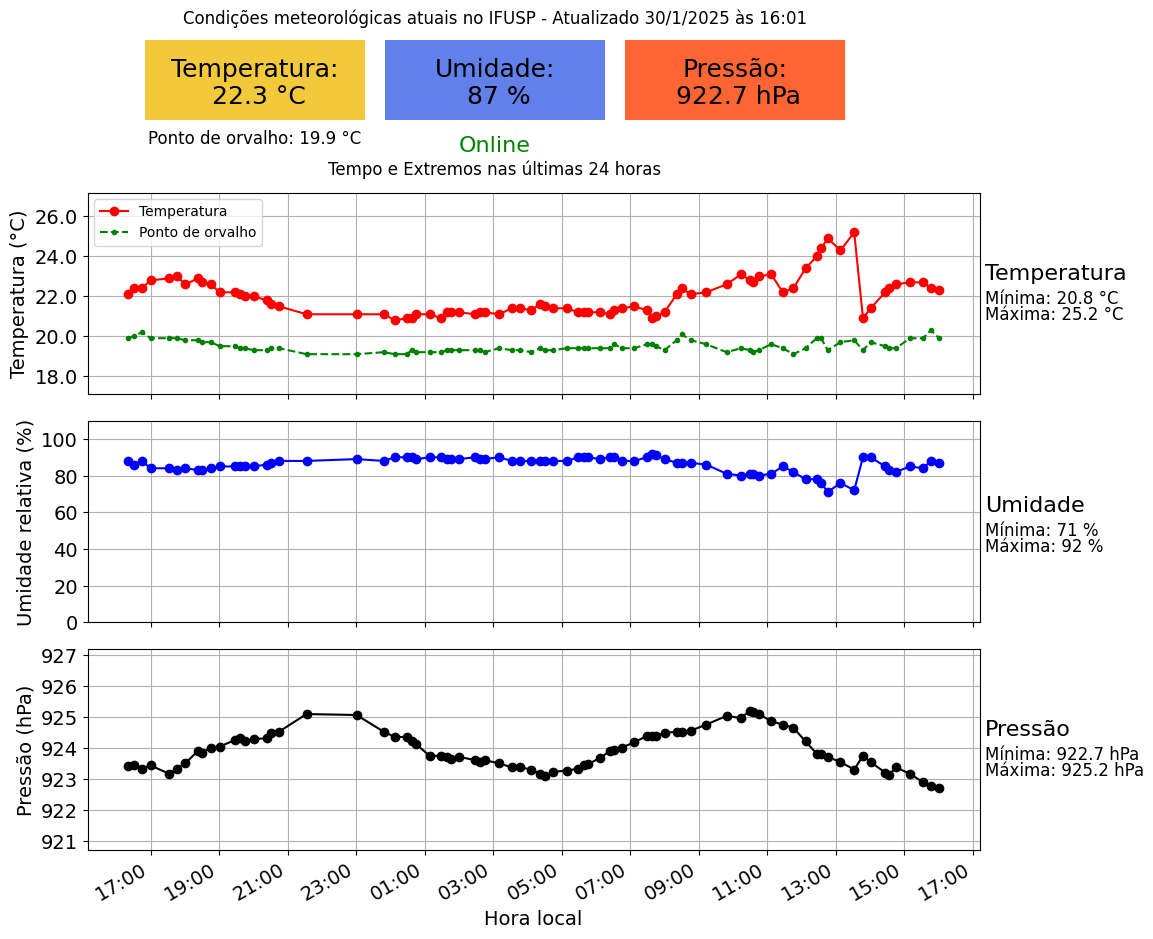 Condições meteorológicas atuais no IFUSP - Atualizado 30/1/2025 às 16:01
Temperatura:
22.3 °C
Umidade:
87 %
Pressão:
922.7 hPa
Ponto de orvalho: 19.9 °C
Online
Tempo e Extremos nas últimas 24 horas
Temperatura (°C)
26.0
24.0
22.0
20.0
18.0
Temperatura
Ponto de orvalho
Temperatura
Mínima: 20.8 °C
Máxima: 25.2 °C
Umidade relativa (%)
100
80
60
40
20
0
Umidade
Mínima: 71 %
Máxima: 92 %
Pressão (hPa)
927
926
925
924
923
922
921
Pressão
Mínima: 922.7 hPa
Máxima: 925.2 hPa
17:00 19:00 21:00 23:00 01:00 03:00 05:00 07:00 09:00 11:00 13:00 15:00 17:00
Hora local